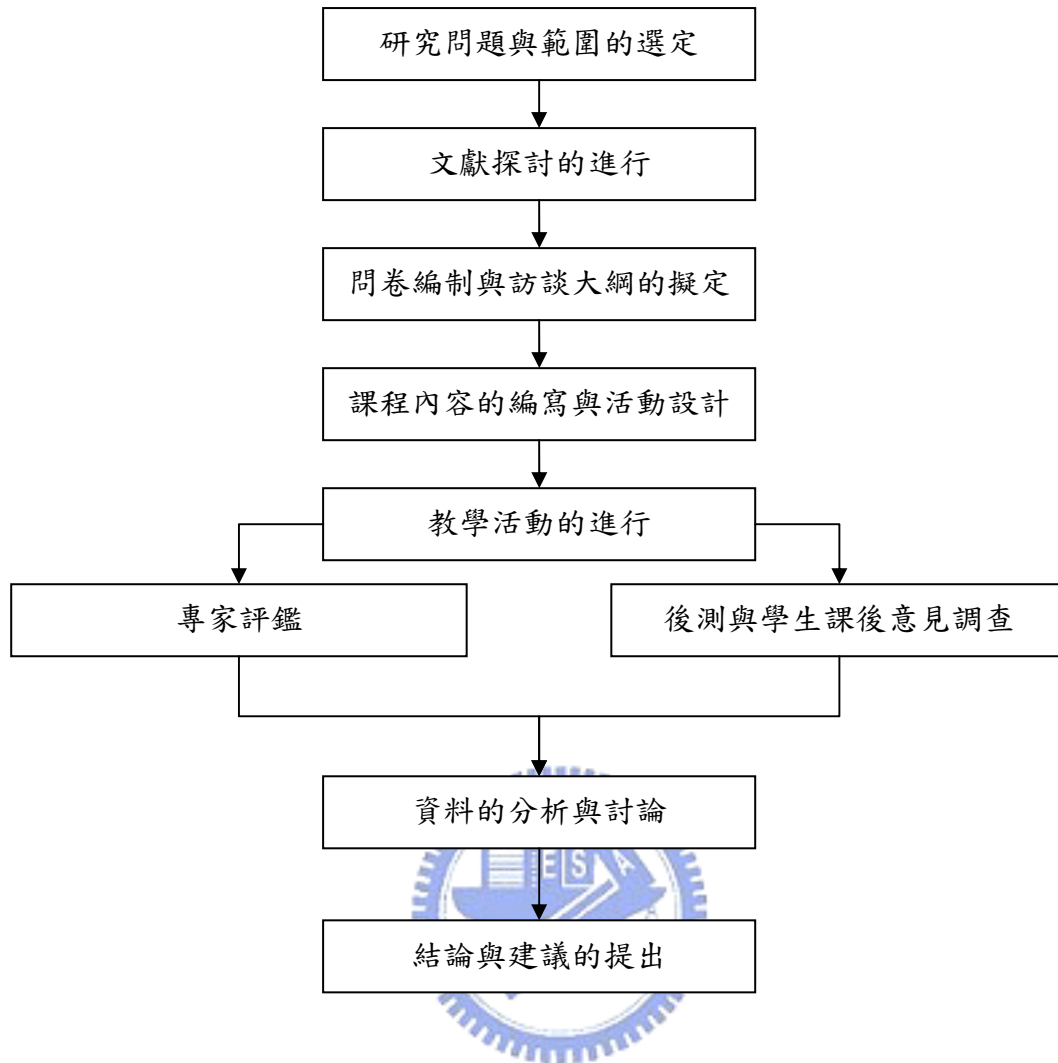 研究問題與範圍的選定
文獻探討的進行
問卷編制與訪談大綱的擬定
課程內容的編寫與活動設計
教學活動的進行
專家評鑑
後測與學生課後意見調查
資料的分析與討論
ESA
結論與建議的提出